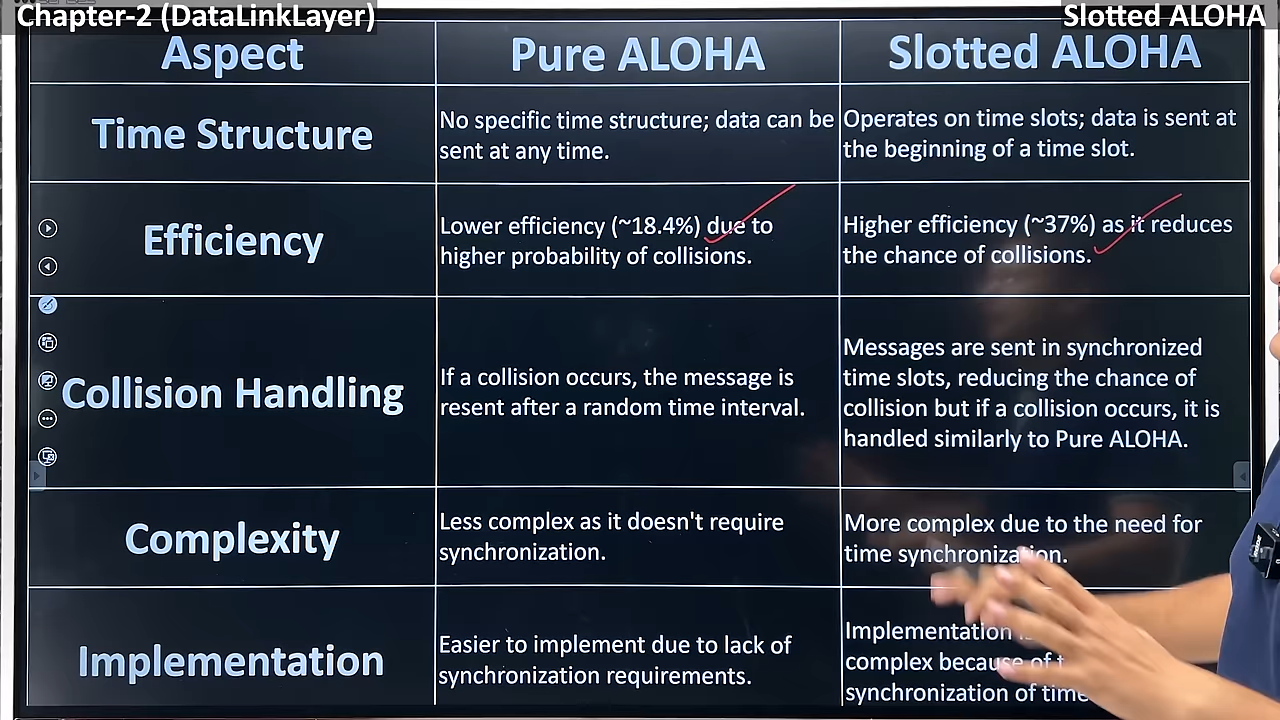 Chapter-2 (DataLinkLayer)
Slotted ALOHA
Aspect
Pure ALOHA
Slotted ALOHA
Time Structure
No specific time structure; data can be
sent at any time.
Operates on time slots; data is sent at
the beginning of a time slot.
Efficiency
Lower efficiency (~18.4%) due to
higher probability of collisions.
Higher efficiency (~37%) as it reduces
the chance of collisions.
Collision Handling
If a collision occurs, the message is
resent after a random time interval.
Messages are sent in synchronized
time slots, reducing the chance of
collision but if a collision occurs, it is
handled similarly to Pure ALOHA.
Complexity
Less complex as it doesn't require
synchronization.
More complex due to the need for
time synchronization.
Implementation
Easier to implement due to lack of
synchronization requirements.
Implementation
complex because of
synchronization of time